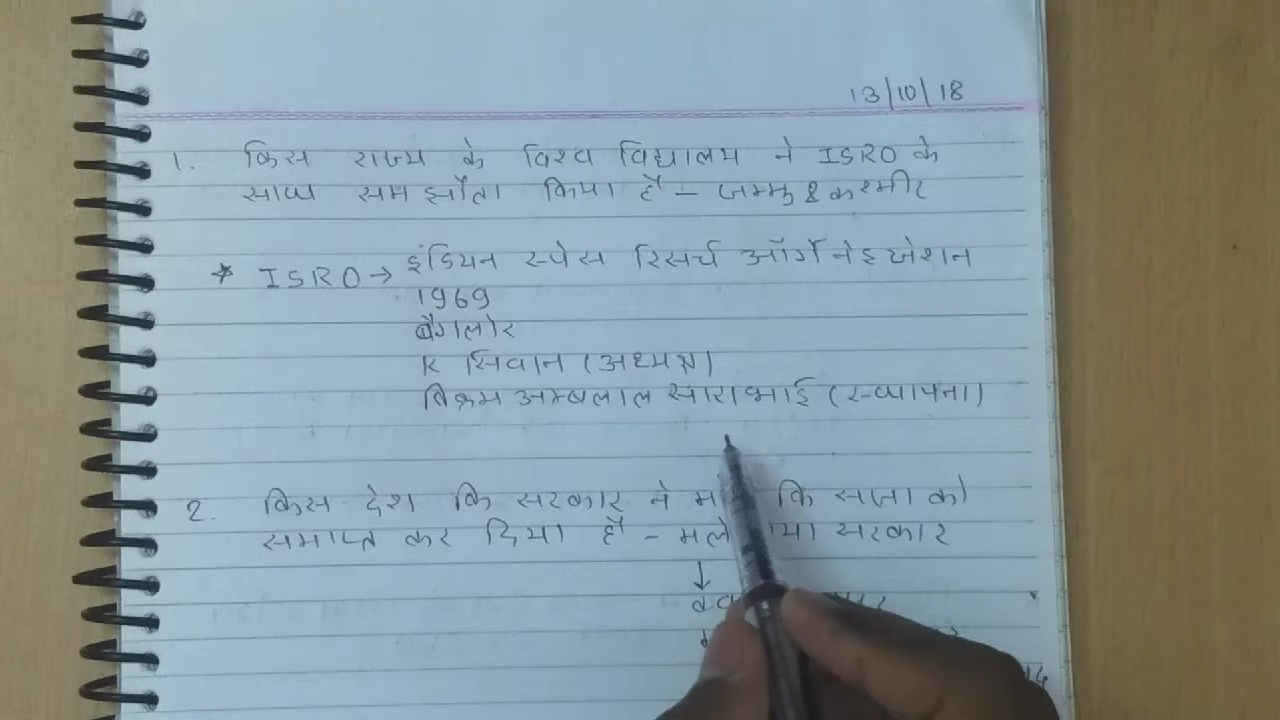 13/10/18
1. किस राज्य के विश्व विद्यालय ने ISRO के
साथ समझौता किया है – जम्मू & कश्मीर
* ISRO → इंडियन स्पेस रिसर्च ऑर्गेनेइजेशन
1969
बैंगलोर
K सिवान (अध्यक्ष)
विक्रम अम्बलाल साराभाई (स्थापना)
2. किस देश कि सरकार ने कि सजा को
समाप्त कर दिया है – सरकार
↓